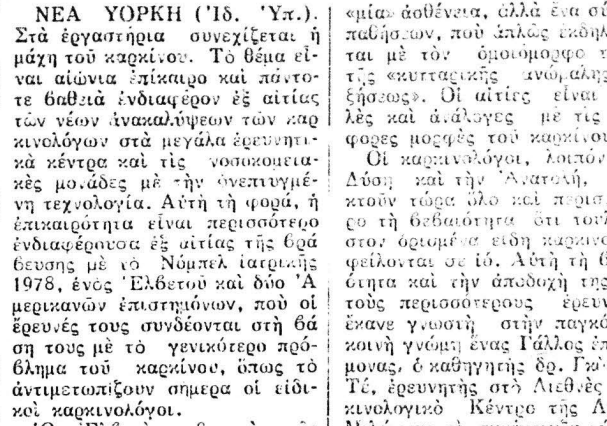 ΝΕΑ ΥΟΡΚΗ (Ἰδ. Ὑπ.).
Στὰ ἐργαστήρια συνεχίζεται ἡ
μάχη τοῦ καρκίνου. Τὸ θέμα εἶ-
ναι αἰώνια ἐπίκαιρο καὶ πάντο-
τε βαθειὰ ἐνδιαφέρον ἐξ αἰτίας
τῶν νέων ἀνακαλύψεων τῶν καρ
κινολόγων στὰ μεγάλα ἐρευνητι-
κὰ κέντρα καὶ τὶς νοσοκομεια-
κὲς μονάδες μὲ τὴν ἀνεπτυγμέ-
νη τεχνολογία. Αὐτὴ τὴ φορά, ἡ
ἐπικαιρότητα εἶναι περισσότερο
ἐνδιαφέρουσα ἐξ αἰτίας τῆς βρά
βευσης μὲ τὸ Νόμπελ ἰατρικῆς
1978, ἑνὸς Ἑλβετοῦ καὶ δύο Ἀ
μερικανῶν ἐπιστημόνων, ποὺ οἱ
ἔρευνές τους συνδέονται στὴ βά
ση τους μὲ τὸ γενικότερο πρό-
βλημα τοῦ καρκίνου, ὅπως τὸ
ἀντιμετωπίζουν σήμερα οἱ εἰδι-
κοὶ καρκινολόγοι.
«μία» ἀσθένεια, ἀλλὰ ἕνα σύ
παθήσεων, ποὺ ἁπλῶς ἐκδηλ
ται μὲ τὸν ὁμοιόμορφο τ
τῆς «κυτταρικῆς ἀνώμαλης
ξήσεως». Οἱ αἰτίες εἶναι
λὲς καὶ ἀνάλογες μὲ τὶς
φορες μορφὲς τοῦ καρκίνου
Οἱ καρκινολόγοι, λοιπόν
Δύση καὶ τὴν Ἀνατολή,
κτοῦν τώρα ὅλο καὶ περισ
ρο τὴ βεβαιότητα ὅτι τοὐλ
στον ὁρισμένα εἴδη καρκίνο
φείλονται σὲ ἰό. Αὐτὴ τὴ β
ότητα καὶ τὴν ἀποδοχή της
τοὺς περισσότερους ἐρευν
ἔκανε γνωστὴ στὴν παγκό
κοινὴ γνώμη ἕνας Γάλλος ἐπ
μονας, ὁ καθηγητὴς δρ. Γκὺ
Τέ, ἐρευνητὴς στὸ Διεθνὲς
κινολογικὸ Κέντρο τῆς Λ